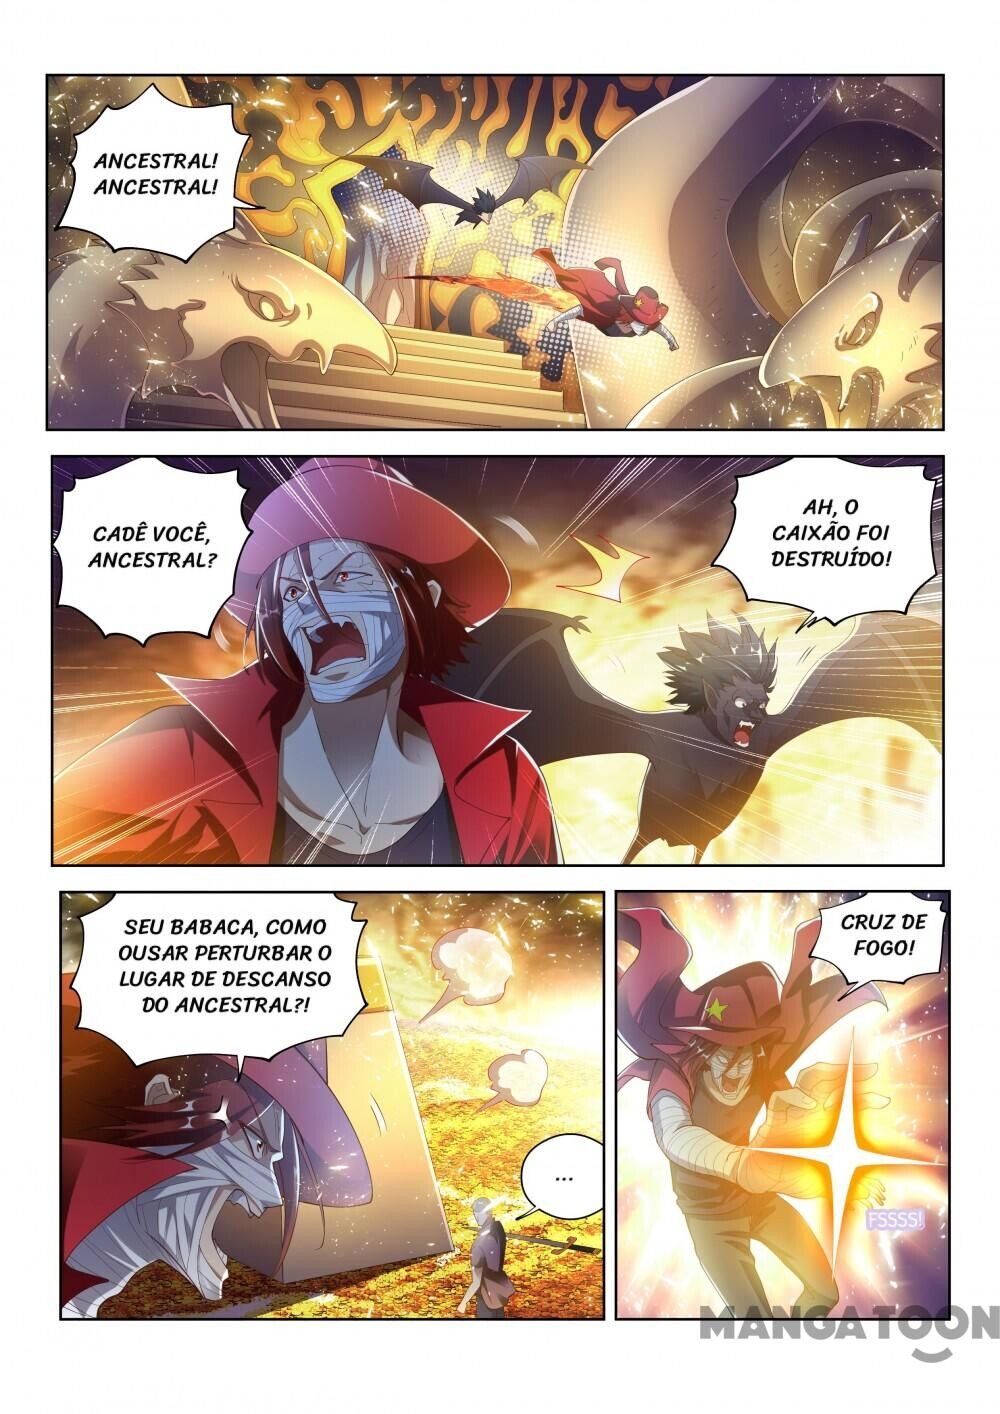 ANCESTRAL!
ANCESTRAL!
CADÊ VOCÊ,
ANCESTRAL?
AH, O
CAIXÃO FOI
DESTRUÍDO!
SEU BABACA, COMO
OUSAR PERTURBAR O
LUGAR DE DESCANSO
DO ANCESTRAL?!
...
CRUZ DE
FOGO!
FSSSS!
MANGATOON